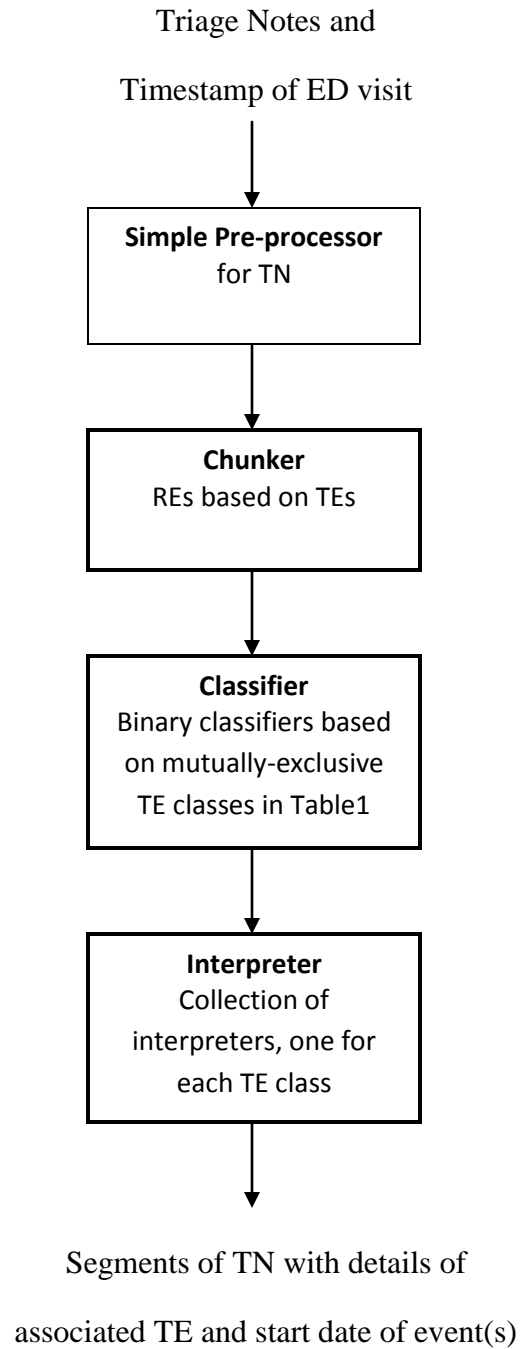 Triage Notes and
Timestamp of ED visit
Simple Pre-processor
for TN
Chunker
REs based on TEs
Classifier
Binary classifiers based
on mutually-exclusive
TE classes in Table1
Interpreter
Collection of
interpreters, one for
each TE class
Segments of TN with details of
associated TE and start date of event(s)